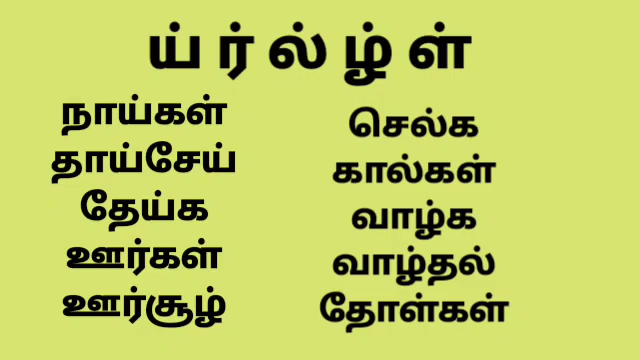 ய் ர் ல் ழ் ள்
நாய்கள்
தாய்சேய்
தேய்க
ஊர்கள்
ஊர்சூழ்
செல்க
கால்கள்
வாழ்க
வாழ்தல்
தோள்கள்